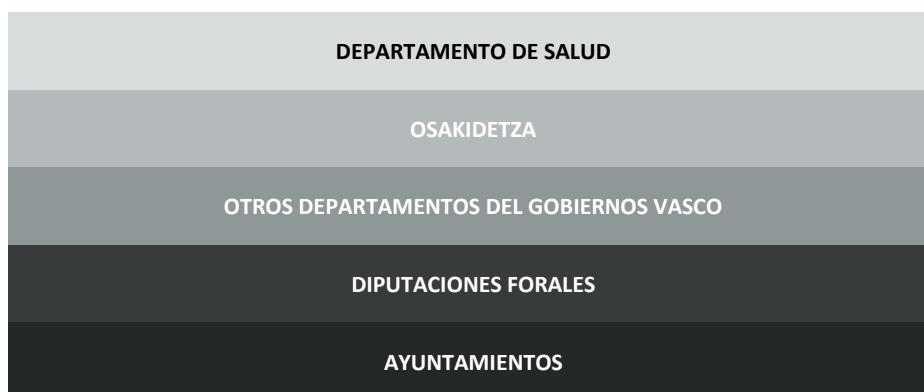 DEPARTAMENTO DE SALUD
OSAKIDETZA
OTROS DEPARTAMENTOS DEL GOBIERNOS VASCO
DIPUTACIONES FORALES
AYUNTAMIENTOS